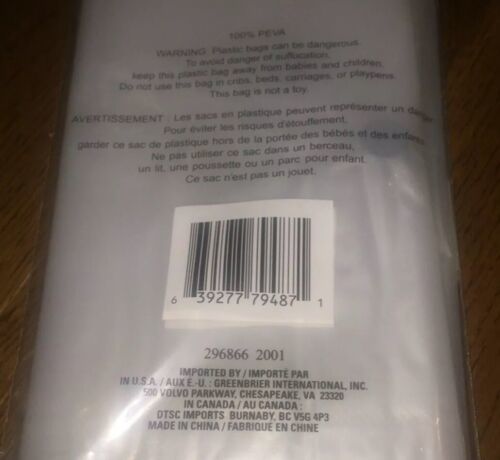 100% PEVA
WARNING: Plastic bags can be dangerous.
To avoid danger of suffocation,
keep this plastic bag away from babies and children.
Do not use this bag in cribs, beds, carriages, or playpens.
This bag is not a toy.
AVERTISSEMENT : Les sacs en plastique peuvent représenter un danger.
Pour éviter les risques d'étouffement,
garder ce sac de plastique hors de la portée des bébés et des enfants.
Ne pas utiliser ce sac dans un berceau,
un lit, une poussette ou un parc pour enfant.
Ce sac n'est pas un jouet.
6 39277 79487 1
296866 2001
IMPORTED BY / IMPORTÉ PAR
IN U.S.A. / AUX E.-U. : GREENBRIER INTERNATIONAL, INC.
500 VOLVO PARKWAY, CHESAPEAKE, VA 23320
IN CANADA / AU CANADA :
DTSC IMPORTS BURNABY, BC V5G 4P3
MADE IN CHINA / FABRIQUÉ EN CHINE